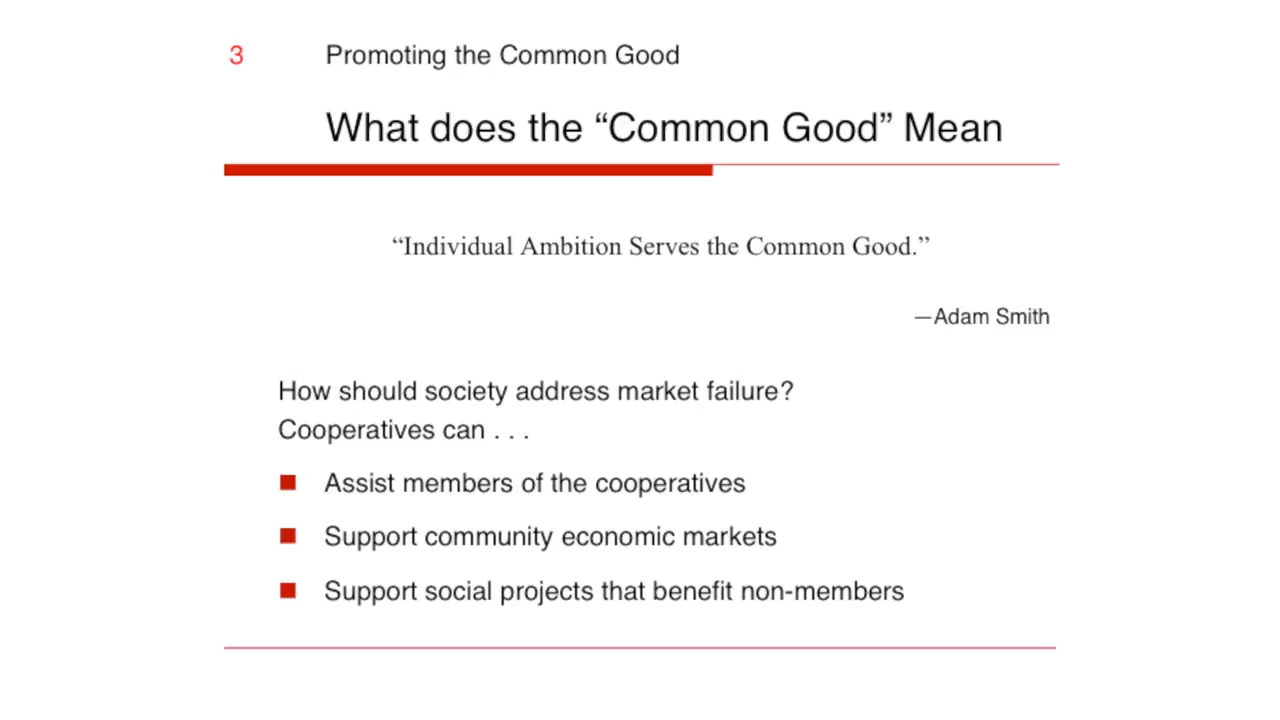 3 Promoting the Common Good
What does the “Common Good” Mean
“Individual Ambition Serves the Common Good.”
—Adam Smith
How should society address market failure?
Cooperatives can . . .
Assist members of the cooperatives
Support community economic markets
Support social projects that benefit non-members